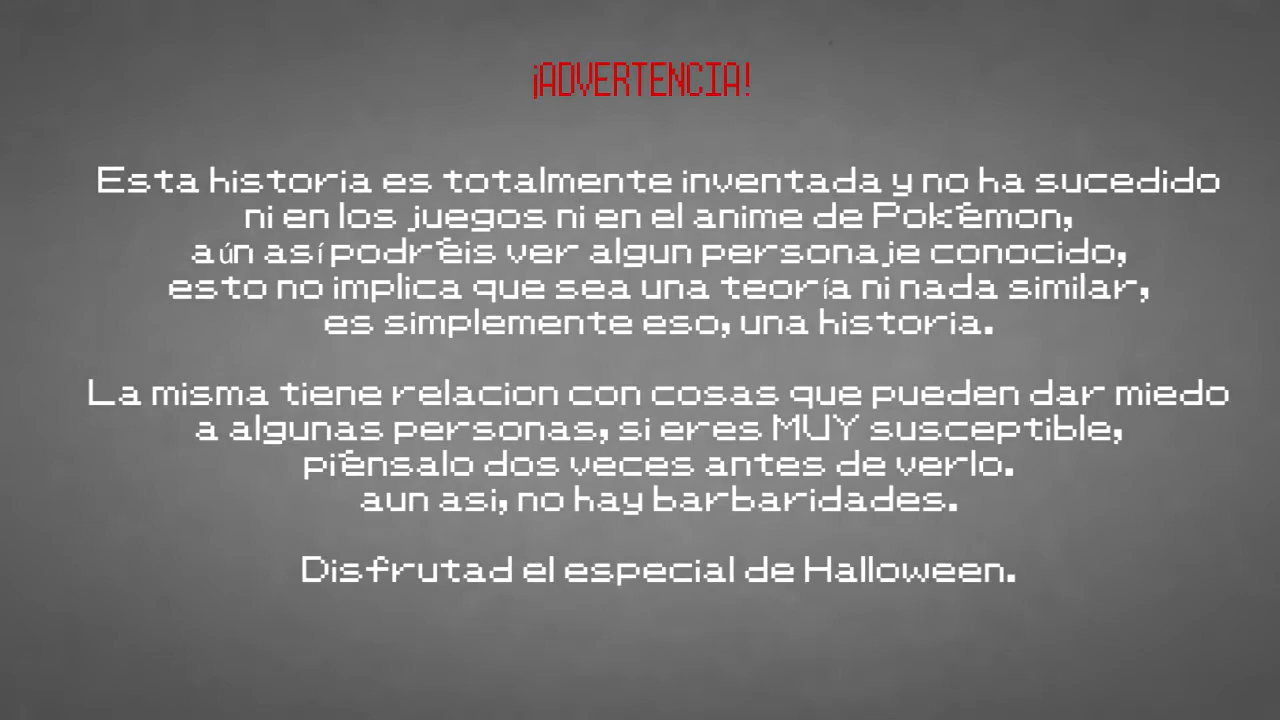 ¡ADVERTENCIA!
Esta historia es totalmente inventada y no ha sucedido
ni en los juegos ni en el anime de Pokémon,
aún así podréis ver algun personaje conocido,
esto no implica que sea una teoría ni nada similar,
es simplemente eso, una historia.
La misma tiene relacion con cosas que pueden dar miedo
a algunas personas, si eres MUY susceptible,
piénsalo dos veces antes de verlo.
aun asi, no hay barbaridades.
Disfrutad el especial de Halloween.